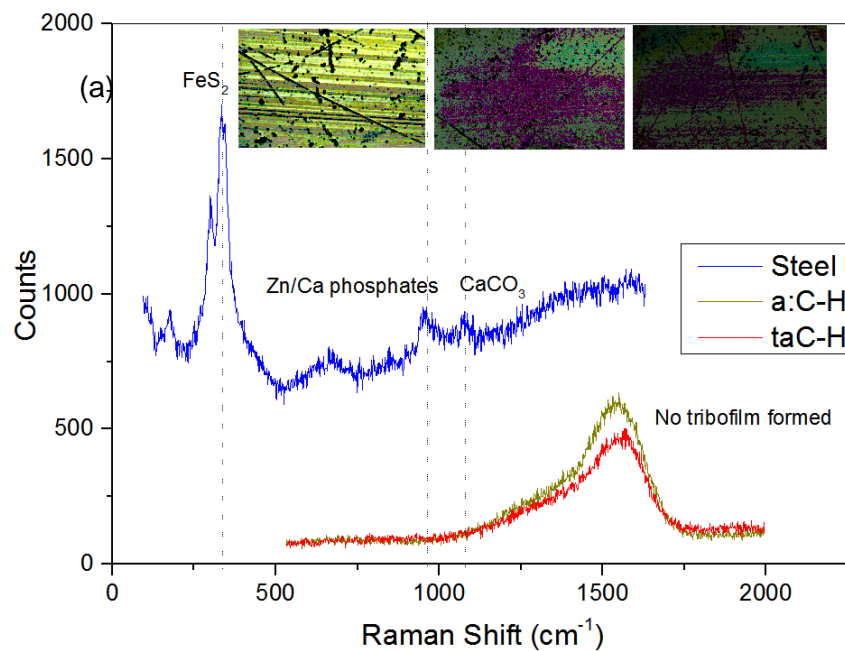 2000
FeS2
(a)
1500
Steel
a:C-H
taC-H
Zn/Ca phosphates
CaCO3
1000
Counts
No tribofilm formed
500
0
0 500 1000 1500 2000
Raman Shift (cm-1)